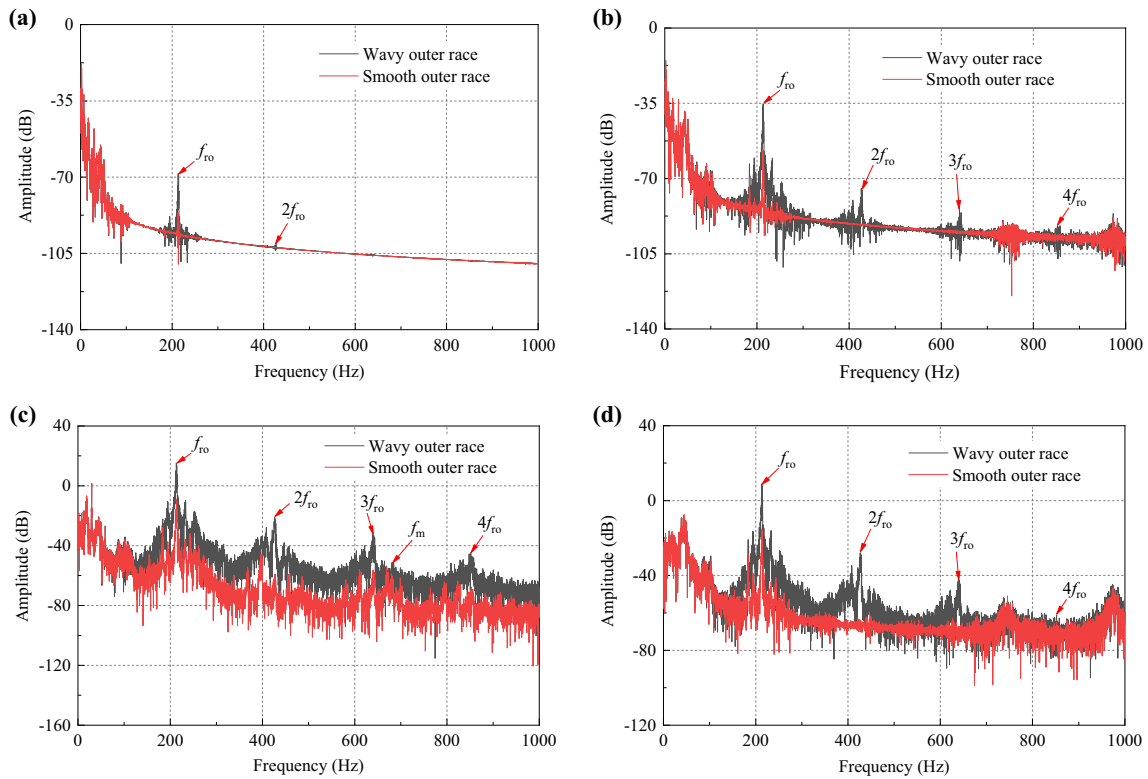 (a)
0
-35
-70
-105
-140
Amplitude (dB)
Wavy outer race
Smooth outer race
fro
2fro
0 200 400 600 800 1000
Frequency (Hz)
(b)
0
-35
-70
-105
-140
Amplitude (dB)
Wavy outer race
Smooth outer race
fro
2fro
3fro
4fro
0 200 400 600 800 1000
Frequency (Hz)
(c)
40
0
-40
-80
-120
-160
Amplitude (dB)
Wavy outer race
Smooth outer race
fro
2fro
3fro
fm
4fro
0 200 400 600 800 1000
Frequency (Hz)
(d)
40
0
-40
-80
-120
Amplitude (dB)
Wavy outer race
Smooth outer race
fro
2fro
3fro
4fro
0 200 400 600 800 1000
Frequency (Hz)